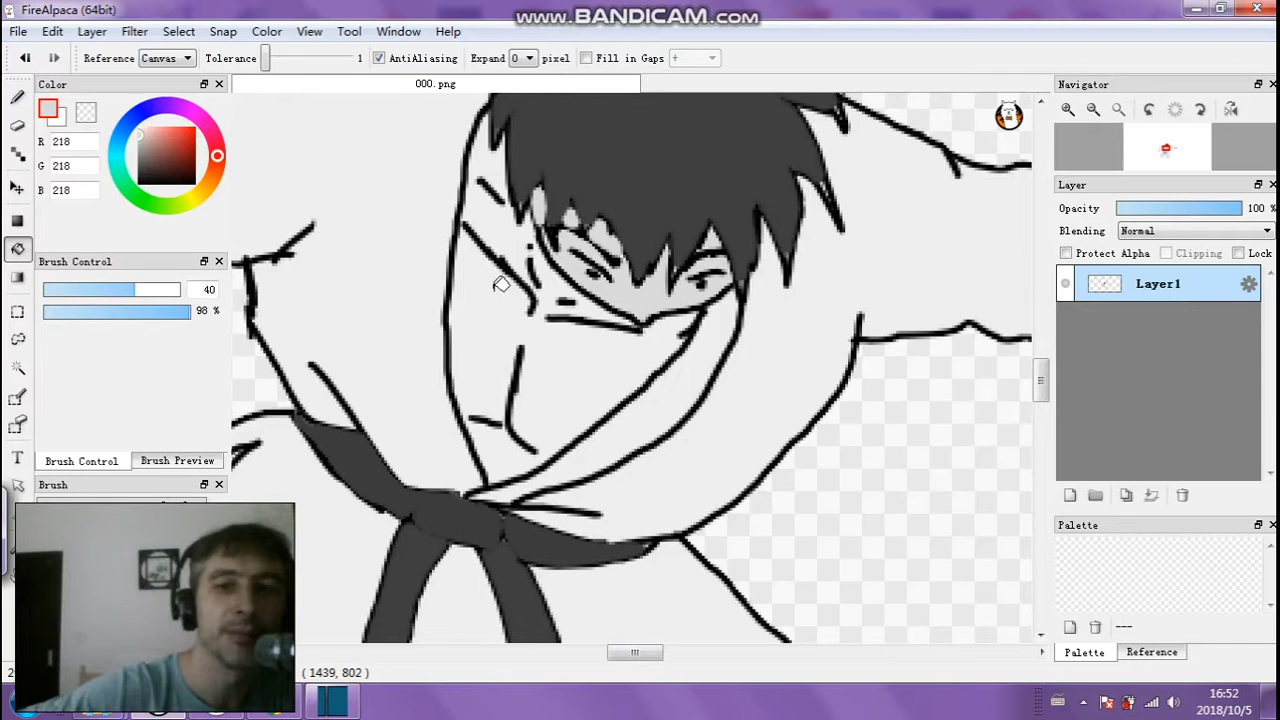 FireAlpaca (64bit)
www.BANDICAM.com
File Edit Layer Filter Select Snap Color View Tool Window Help
Reference Canvas Tolerance 1 AntiAliasing Expand 0 pixel Fill in Gaps +
Color
000.png
Navigator
R 218
G 218
B 218
Layer
Opacity 100 %
Blending Normal
Protect Alpha Clipping Lock
Layer1
Brush Control
40
98 %
Brush Control Brush Preview
Brush
Palette
---
Palette Reference
( 1439, 802 )
T
16:52
2018/10/5